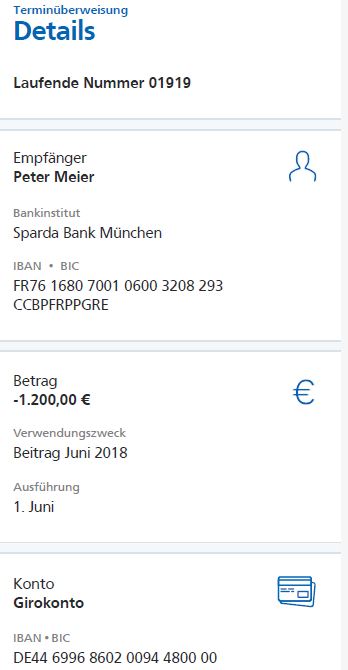 Terminüberweisung
Details
Laufende Nummer 01919
Empfänger
Peter Meier
Bankinstitut
Sparda Bank München
IBAN • BIC
FR76 1680 7001 0600 3208 293
CCBPFRPPGRE
Betrag
-1.200,00 €
Verwendungszweck
Beitrag Juni 2018
Ausführung
1. Juni
Konto
Girokonto
IBAN • BIC
DE44 6996 8602 0094 4800 00